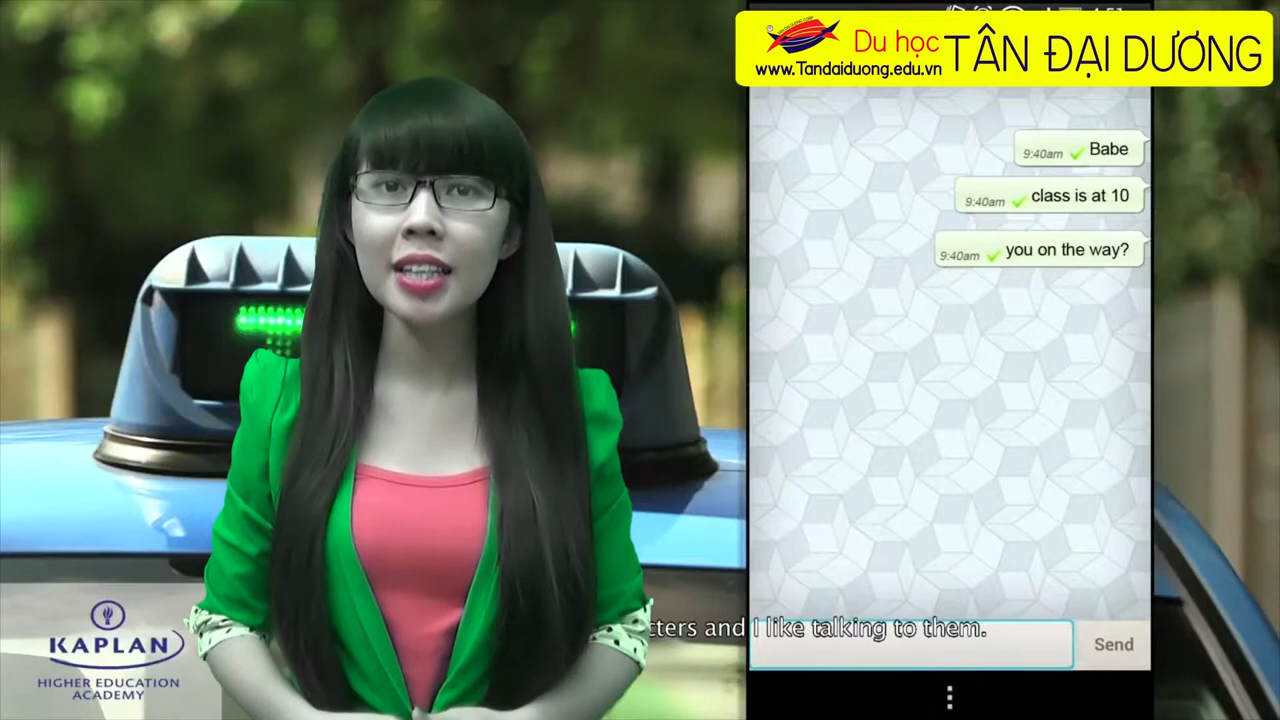 Du học TÂN ĐẠI DƯƠNG
www.Tandaiduong.edu.vn
9:40am Babe
9:40am class is at 10
9:40am you on the way?
and I like talking to them.
Send
KAPLAN
HIGHER EDUCATION
ACADEMY